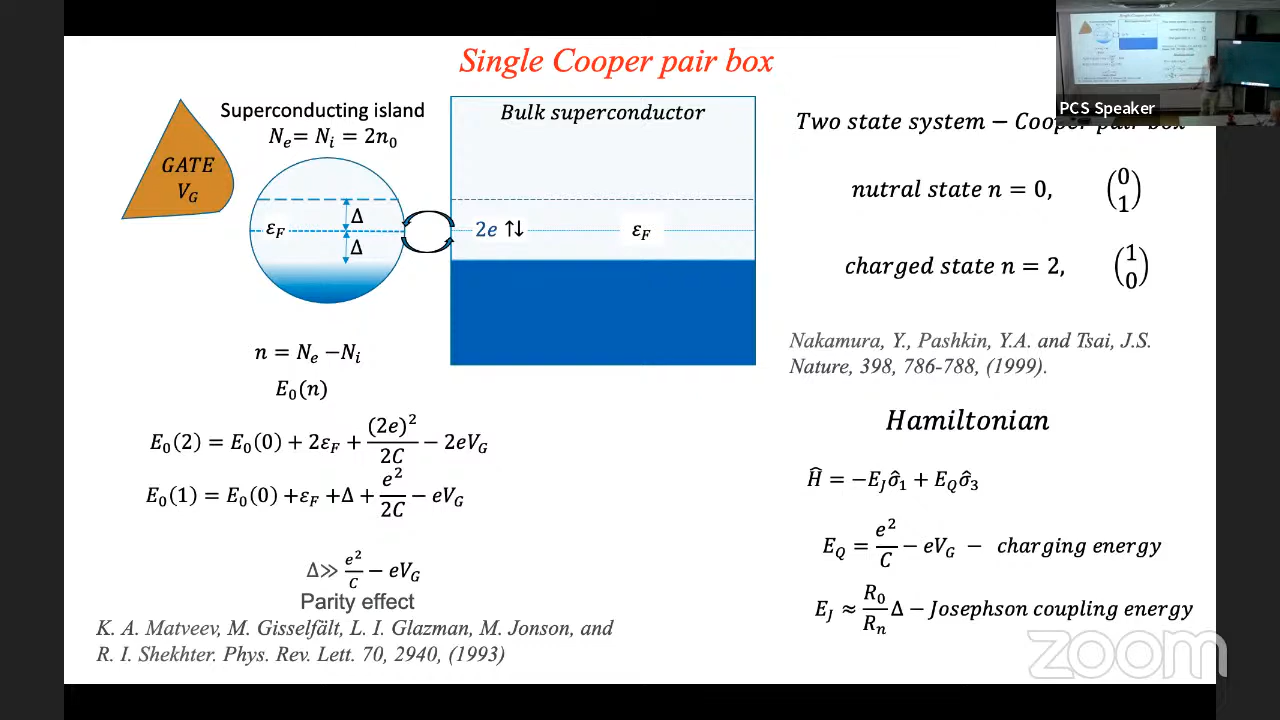 Single Cooper pair box
GATE
V_G
Superconducting island
N_e= N_i = 2n_0
ε_F
Δ
Δ
Bulk superconductor
2e ↑↓
ε_F
n = N_e −N_i
E_0(n)
E_0(2) = E_0(0) + 2ε_F + (2e)^2/2C − 2eV_G
E_0(1) = E_0(0) +ε_F +Δ + e^2/2C − eV_G
Δ≫ e^2/C − eV_G
Parity effect
K. A. Matveev, M. Gisselfält, L. I. Glazman, M. Jonson, and
R. I. Shekhter. Phys. Rev. Lett. 70, 2940, (1993)
PCS Speaker
Two state system − Cooper pair box
nutral state n = 0, (0 1)
charged state n = 2, (1 0)
Nakamura, Y., Pashkin, Y.A. and Tsai, J.S.
Nature, 398, 786-788, (1999).
Hamiltonian
Ĥ = −E_J σ̂_1 + E_Q σ̂_3
E_Q = e^2/C − eV_G − charging energy
E_J ≈ R_0/R_n Δ − Josephson coupling energy
zoom